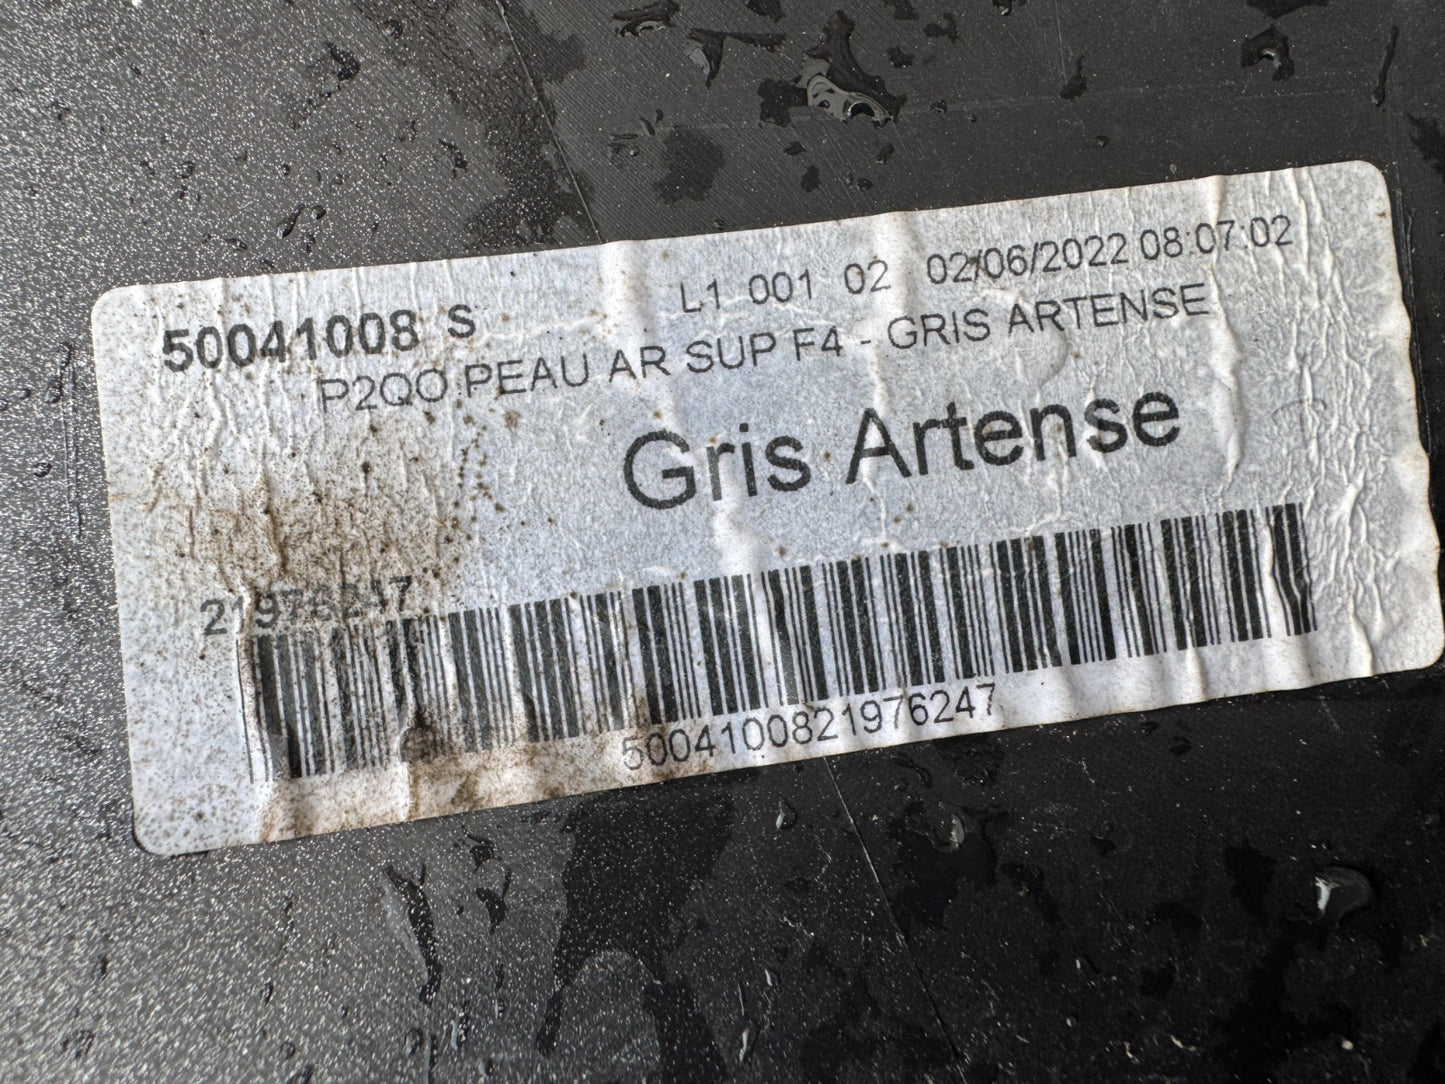 50041008 S L1 001 02 02/06/2022 08:07:02
P2QO PEAU AR SUP F4 - GRIS ARTENSE
Gris Artense
21976247
5004100821976247